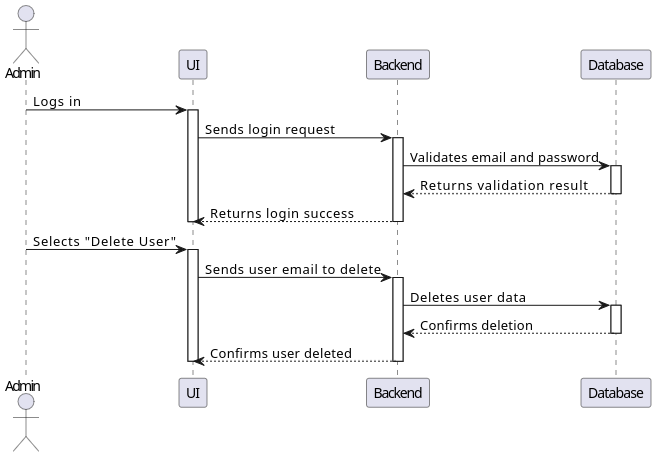 Admin
UI
Backend
Database
Logs in
Sends login request
Validates email and password
Returns validation result
Returns login success
Selects "Delete User"
Sends user email to delete
Deletes user data
Confirms deletion
Confirms user deleted
Admin
UI
Backend
Database